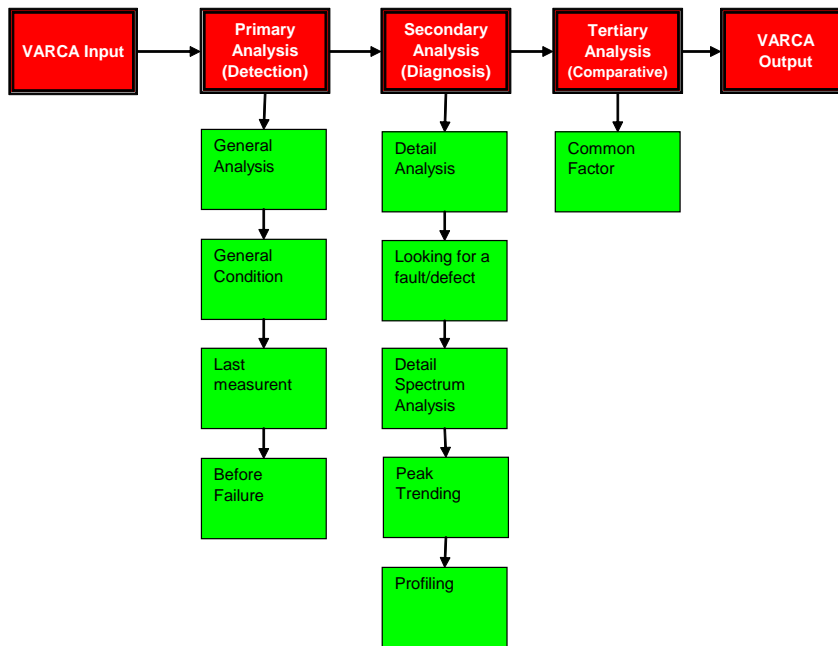 VARCA Input
Primary
Analysis
(Detection)
Secondary
Analysis
(Diagnosis)
Tertiary
Analysis
(Comparative)
VARCA
Output
General
Analysis
General
Condition
Last
measurent
Before
Failure
Detail
Analysis
Looking for a
fault/defect
Detail
Spectrum
Analysis
Peak
Trending
Profiling
Common
Factor